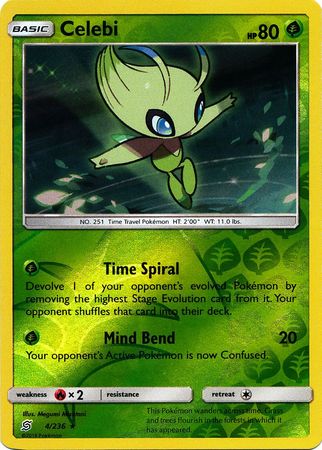 BASIC
Celebi
HP80
NO. 251 Time Travel Pokémon HT: 2'00" WT: 11.0 lbs.
Time Spiral
Devolve 1 of your opponent's evolved Pokémon by
removing the highest Stage Evolution card from it. Your
opponent shuffles that card into their deck.
Mind Bend 20
Your opponent's Active Pokémon is now Confused.
weakness ×2 resistance retreat
Illus. Megumi Mizutani
4/236 ★
©2019 Pokémon
This Pokémon wanders across time. Grass
and trees flourish in the forests in which it
has appeared.